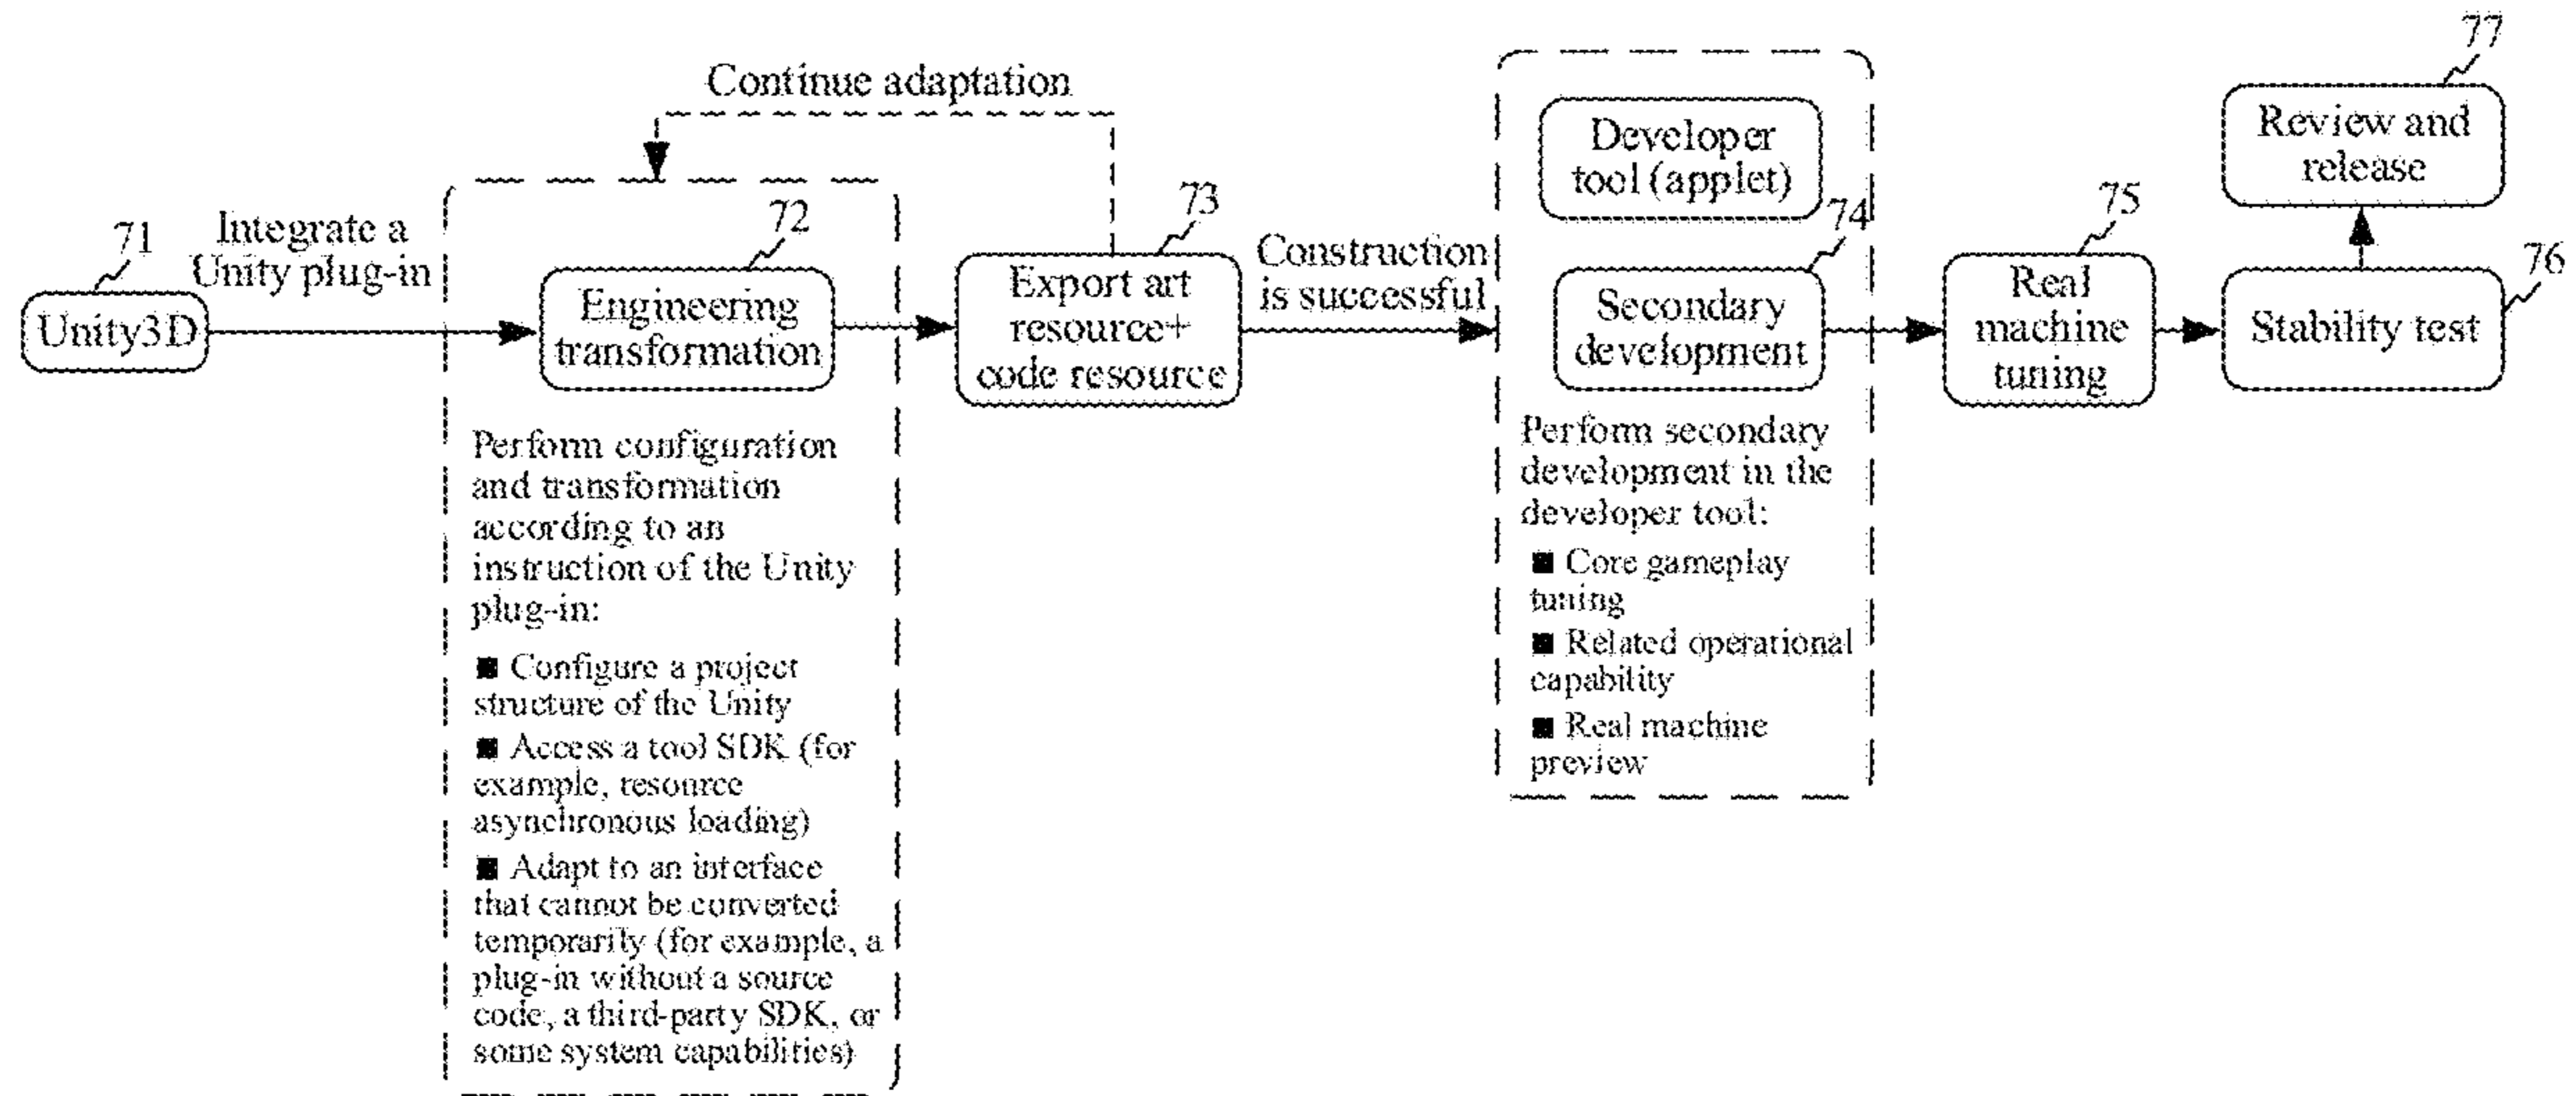 71
Unity3D
Integrate a
Unity plug-in
Continue adaptation
72
Engineering
transformation
Perform configuration
and transformation
according to an
instruction of the Unity
plug-in:
■ Configure a project
structure of the Unity
■ Access a tool SDK (for
example, resource
asynchronous loading)
■ Adapt to an interface
that cannot be converted
temporarily (for example, a
plug-in without a source
code, a third-party SDK, or
some system capabilities)
73
Export art
resource+
code resource
Construction
is successful
Developer
tool (applet)
74
Secondary
development
Perform secondary
development in the
developer tool:
■ Core gameplay
tuning
■ Related operational
capability
■ Real machine
preview
75
Real
machine
tuning
76
Stability test
77
Review and
release